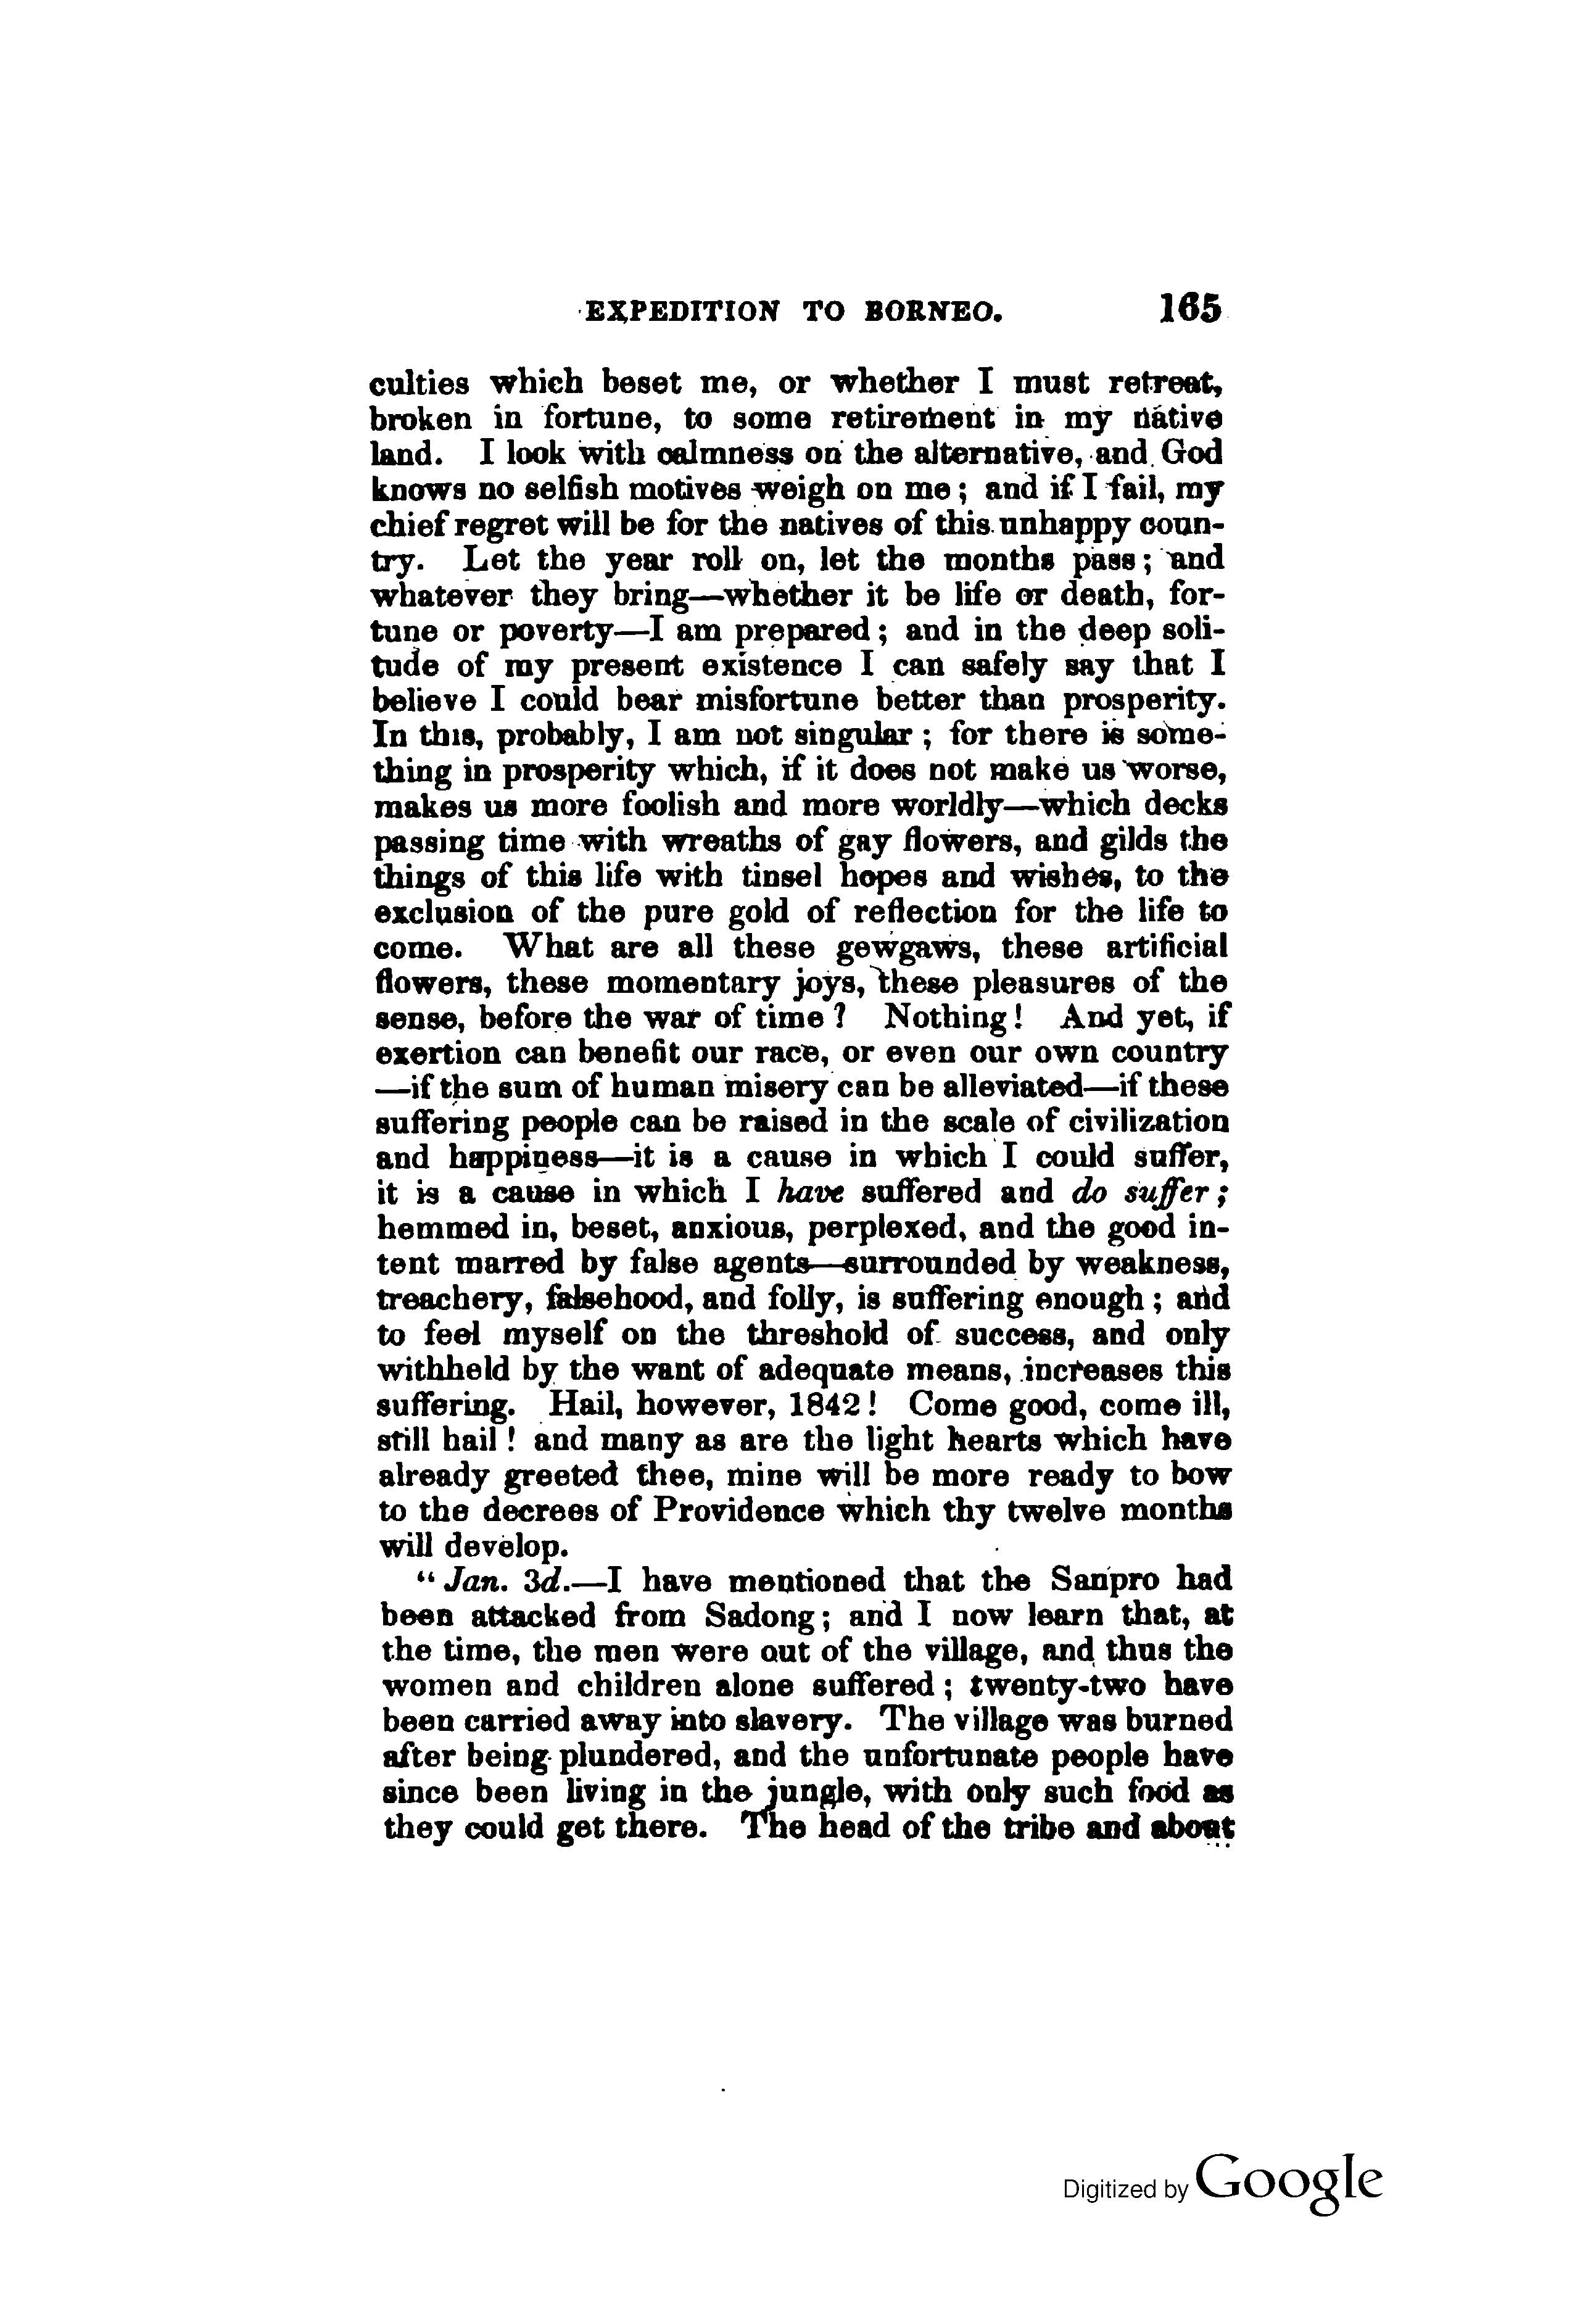 EXPEDITION TO BORNEO. 165
culties which beset me, or whether I must retreat,
broken in fortune, to some retirement in my native
land. I look with calmness on the alternative, and God
knows no selfish motives weigh on me; and if I fail, my
chief regret will be for the natives of this unhappy coun-
try. Let the year roll on, let the months pass; and
whatever they bring—whether it be life or death, for-
tune or poverty—I am prepared; and in the deep soli-
tude of my present existence I can safely say that I
believe I could bear misfortune better than prosperity.
In this, probably, I am not singular; for there is some-
thing in prosperity which, if it does not make us worse,
makes us more foolish and more worldly—which decks
passing time with wreaths of gay flowers, and gilds the
things of this life with tinsel hopes and wishes, to the
exclusion of the pure gold of reflection for the life to
come. What are all these gewgaws, these artificial
flowers, these momentary joys, these pleasures of the
sense, before the war of time? Nothing! And yet, if
exertion can benefit our race, or even our own country
—if the sum of human misery can be alleviated—if these
suffering people can be raised in the scale of civilization
and happiness—it is a cause in which I could suffer,
it is a cause in which I have suffered and do suffer;
hemmed in, beset, anxious, perplexed, and the good in-
tent marred by false agents—surrounded by weakness,
treachery, falsehood, and folly, is suffering enough; and
to feel myself on the threshold of success, and only
withheld by the want of adequate means, increases this
suffering. Hail, however, 1842! Come good, come ill,
still hail! and many as are the light hearts which have
already greeted thee, mine will be more ready to bow
to the decrees of Providence which thy twelve months
will develop.
"Jan. 3d.—I have mentioned that the Sanpro had
been attacked from Sadong; and I now learn that, at
the time, the men were out of the village, and thus the
women and children alone suffered; twenty-two have
been carried away into slavery. The village was burned
after being plundered, and the unfortunate people have
since been living in the jungle, with only such food as
they could get there. The head of the tribe and about
Digitized by Google